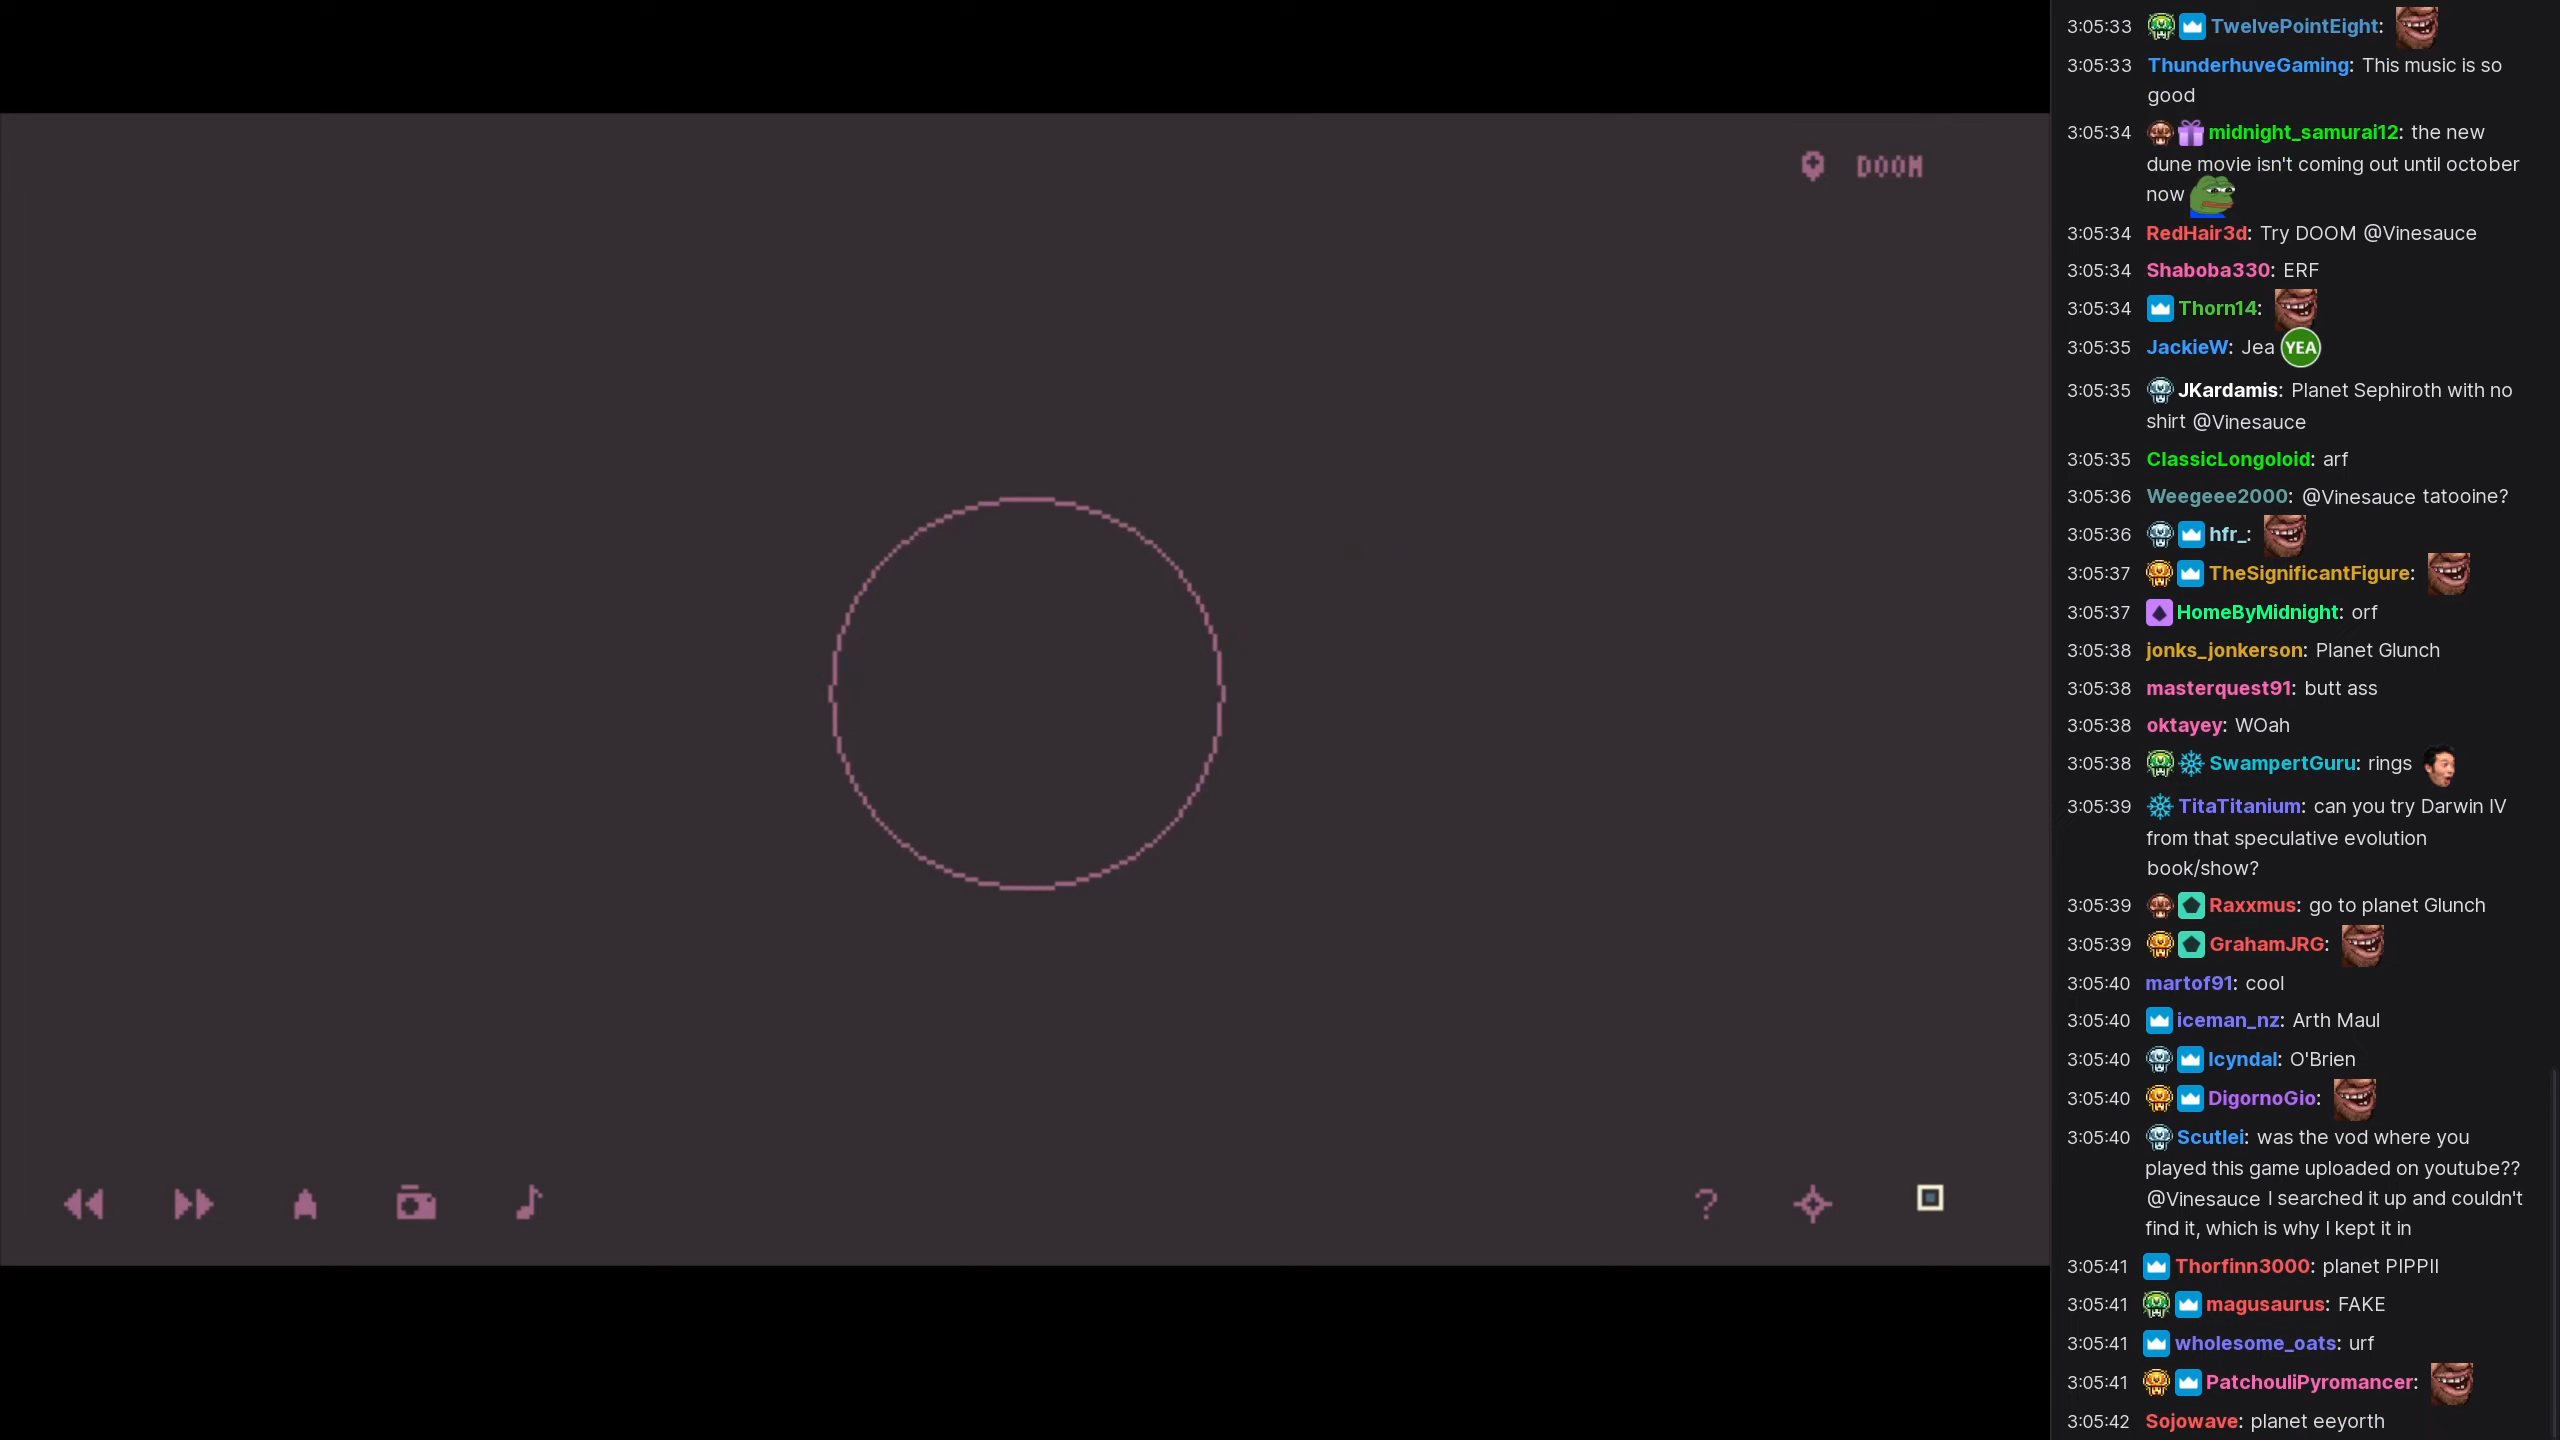 DOOM
?
3:05:33 TwelvePointEight:
3:05:33 ThunderhuveGaming: This music is so
good
3:05:34 midnight_samurai12: the new
dune movie isn't coming out until october
now
3:05:34 RedHair3d: Try DOOM @Vinesauce
3:05:34 Shaboba330: ERF
3:05:34 Thorn14:
3:05:35 JackieW: Jea YEA
3:05:35 JKardamis: Planet Sephiroth with no
shirt @Vinesauce
3:05:35 ClassicLongoloid: arf
3:05:36 Weegeee2000: @Vinesauce tatooine?
3:05:36 hfr_:
3:05:37 TheSignificantFigure:
3:05:37 HomeByMidnight: orf
3:05:38 jonks_jonkerson: Planet Glunch
3:05:38 masterquest91: butt ass
3:05:38 oktayey: WOah
3:05:38 SwampertGuru: rings
3:05:39 TitaTitanium: can you try Darwin IV
from that speculative evolution
book/show?
3:05:39 Raxxmus: go to planet Glunch
3:05:39 GrahamJRG:
3:05:40 martof91: cool
3:05:40 iceman_nz: Arth Maul
3:05:40 Icyndal: O'Brien
3:05:40 DigornoGio:
3:05:40 Scutlei: was the vod where you
played this game uploaded on youtube??
@Vinesauce I searched it up and couldn't
find it, which is why I kept it in
3:05:41 Thorfinn3000: planet PIPPII
3:05:41 magusaurus: FAKE
3:05:41 wholesome_oats: urf
3:05:41 PatchouliPyromancer:
3:05:42 Sojowave: planet eeyorth